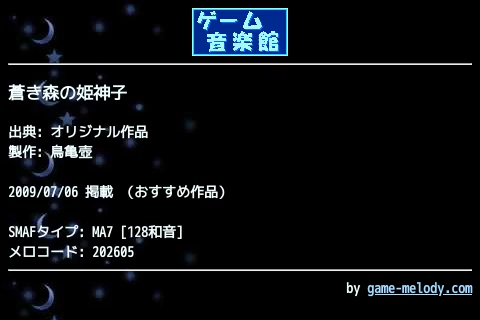 ゲーム
音楽館
蒼き森の姫神子
出典: オリジナル作品
製作: 鳥亀壺
2009/07/06 掲載 (おすすめ作品)
SMAFタイプ: MA7 [128和音]
メロコード: 202605
by game-melody.com